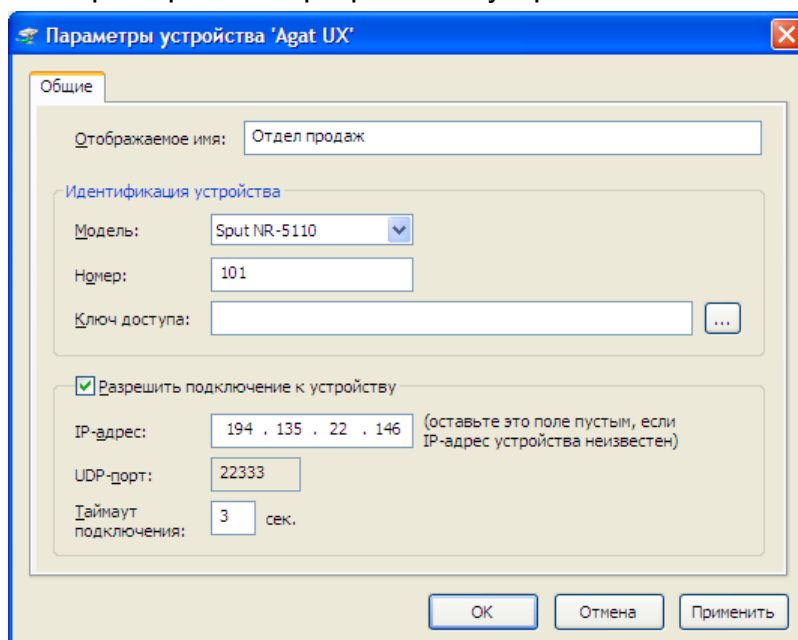 Параметры устройства 'Agat UX'
Общие
Отображаемое имя: Отдел продаж
Идентификация устройства
Модель: Sput NR-5110
Номер: 101
Ключ доступа: ...
Разрешить подключение к устройству
IP-адрес: 194 . 135 . 22 . 146 (оставьте это поле пустым, если
IP-адрес устройства неизвестен)
UDP-порт: 22333
Таймаут
подключения: 3 сек.
OK Отмена Применить